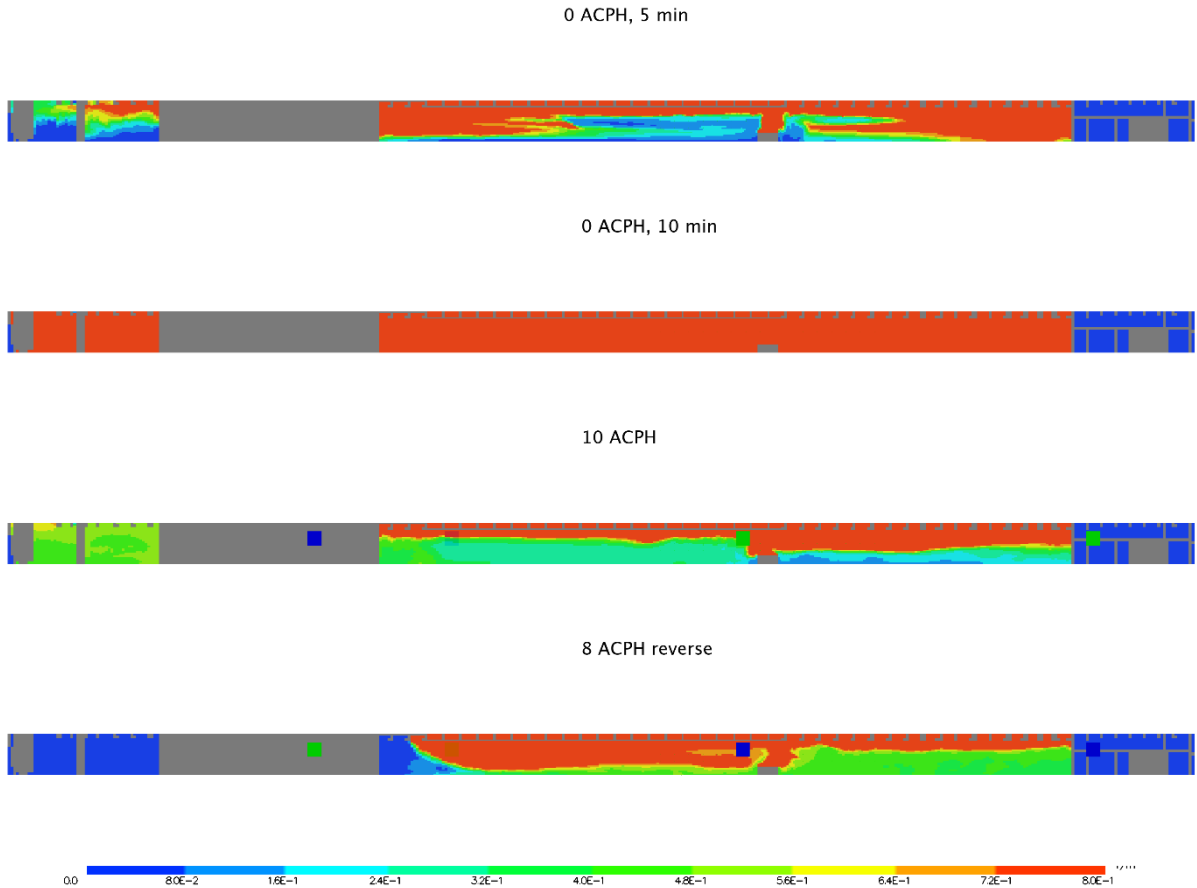 0 ACPH, 5 min
0 ACPH, 10 min
10 ACPH
8 ACPH reverse
0.0 8.0E-2 1.6E-1 2.4E-1 3.2E-1 4.0E-1 4.8E-1 5.6E-1 6.4E-1 7.2E-1 8.0E-1